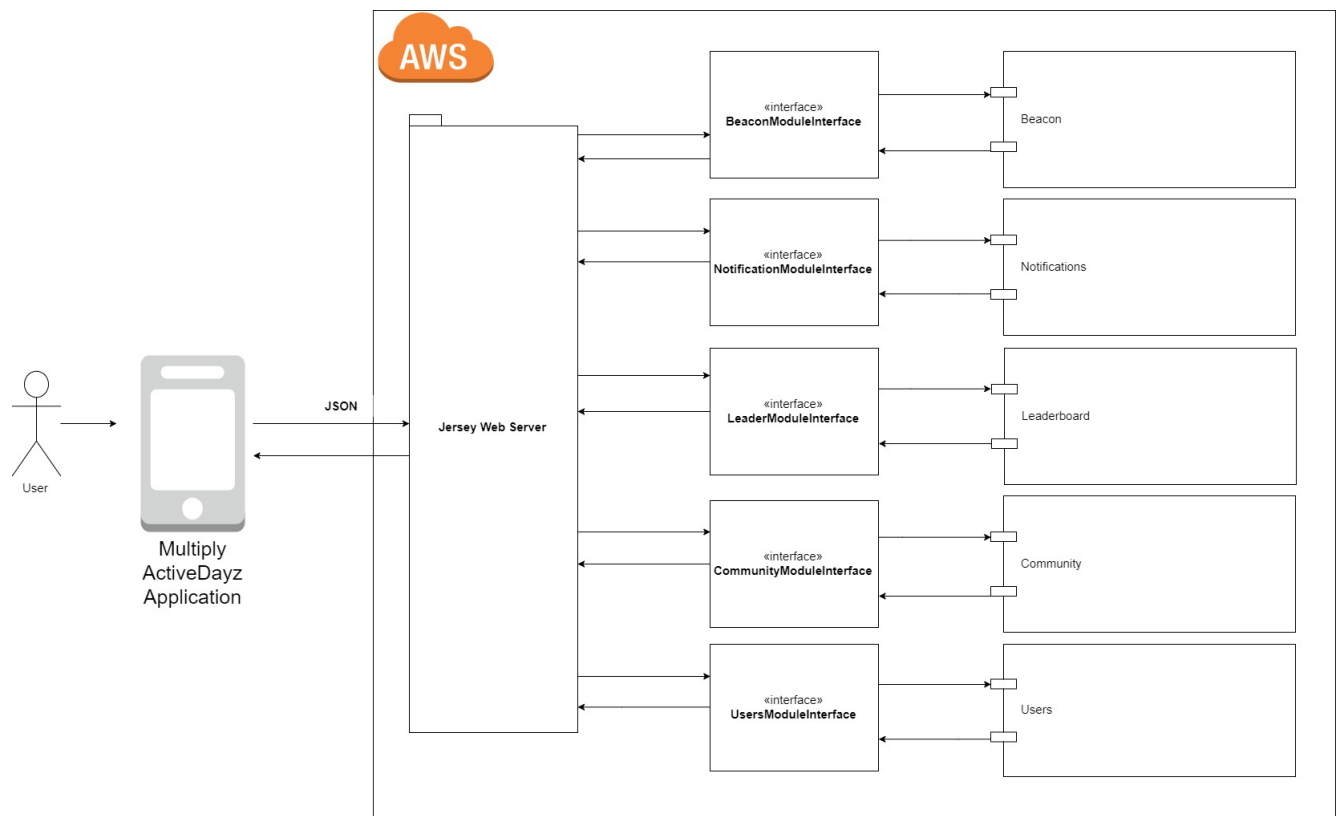 AWS
«interface»
BeaconModuleInterface
Beacon
«interface»
NotificationModuleInterface
Notifications
JSON
Jersey Web Server
«interface»
LeaderModuleInterface
Leaderboard
User
Multiply
ActiveDayz
Application
«interface»
CommunityModuleInterface
Community
«interface»
UsersModuleInterface
Users